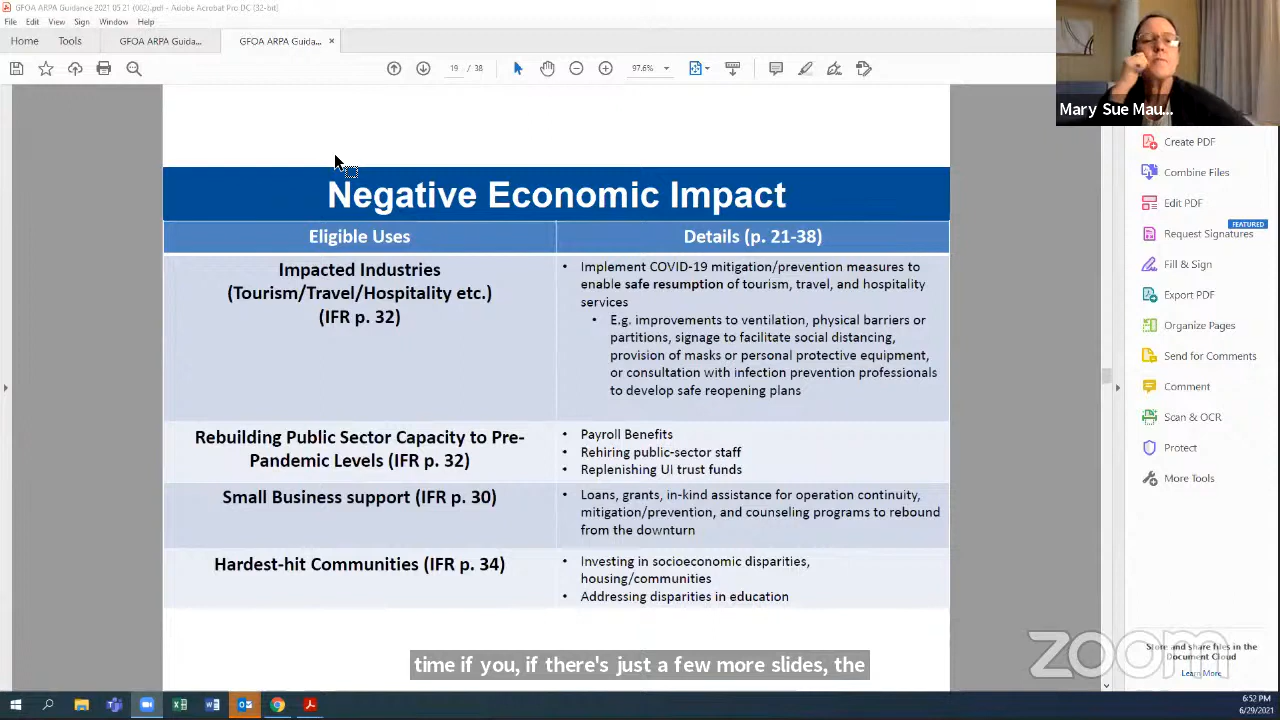 GFOA ARPA Guidance 2021 05 21 (002).pdf - Adobe Acrobat Pro DC (32-bit)
File Edit View Sign Window Help
Home Tools GFOA ARPA Guida... GFOA ARPA Guida... ×
19 / 38 97.6%
Mary Sue Mau...
Create PDF
Combine Files
Edit PDF
FEATURED
Request Signatures
Fill & Sign
Export PDF
Organize Pages
Send for Comments
Comment
Scan & OCR
Protect
More Tools
Negative Economic Impact
Eligible Uses
Details (p. 21-38)
Impacted Industries
(Tourism/Travel/Hospitality etc.)
(IFR p. 32)
• Implement COVID-19 mitigation/prevention measures to
enable safe resumption of tourism, travel, and hospitality
services
• E.g. improvements to ventilation, physical barriers or
partitions, signage to facilitate social distancing,
provision of masks or personal protective equipment,
or consultation with infection prevention professionals
to develop safe reopening plans
Rebuilding Public Sector Capacity to Pre-
Pandemic Levels (IFR p. 32)
• Payroll Benefits
• Rehiring public-sector staff
• Replenishing UI trust funds
Small Business support (IFR p. 30)
• Loans, grants, in-kind assistance for operation continuity,
mitigation/prevention, and counseling programs to rebound
from the downturn
Hardest-hit Communities (IFR p. 34)
• Investing in socioeconomic disparities,
housing/communities
• Addressing disparities in education
time if you, if there's just a few more slides, the
zoom
Store and share files in the
Document Cloud
Learn More
6:52 PM
6/29/2021